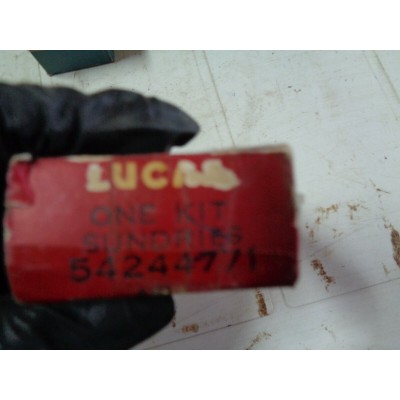 LUCAS
ONE KIT
SUNDRIES
54244771